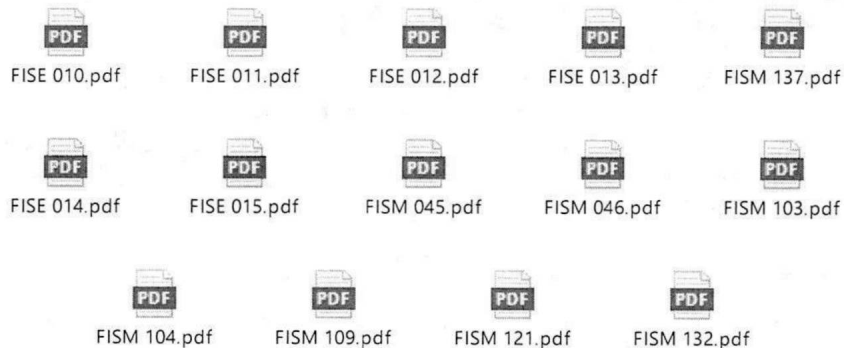 PDF PDF PDF PDF PDF
FISE 010.pdf FISE 011.pdf FISE 012.pdf FISE 013.pdf FISM 137.pdf
PDF PDF PDF PDF PDF
FISE 014.pdf FISE 015.pdf FISM 045.pdf FISM 046.pdf FISM 103.pdf
PDF PDF PDF PDF
FISM 104.pdf FISM 109.pdf FISM 121.pdf FISM 132.pdf